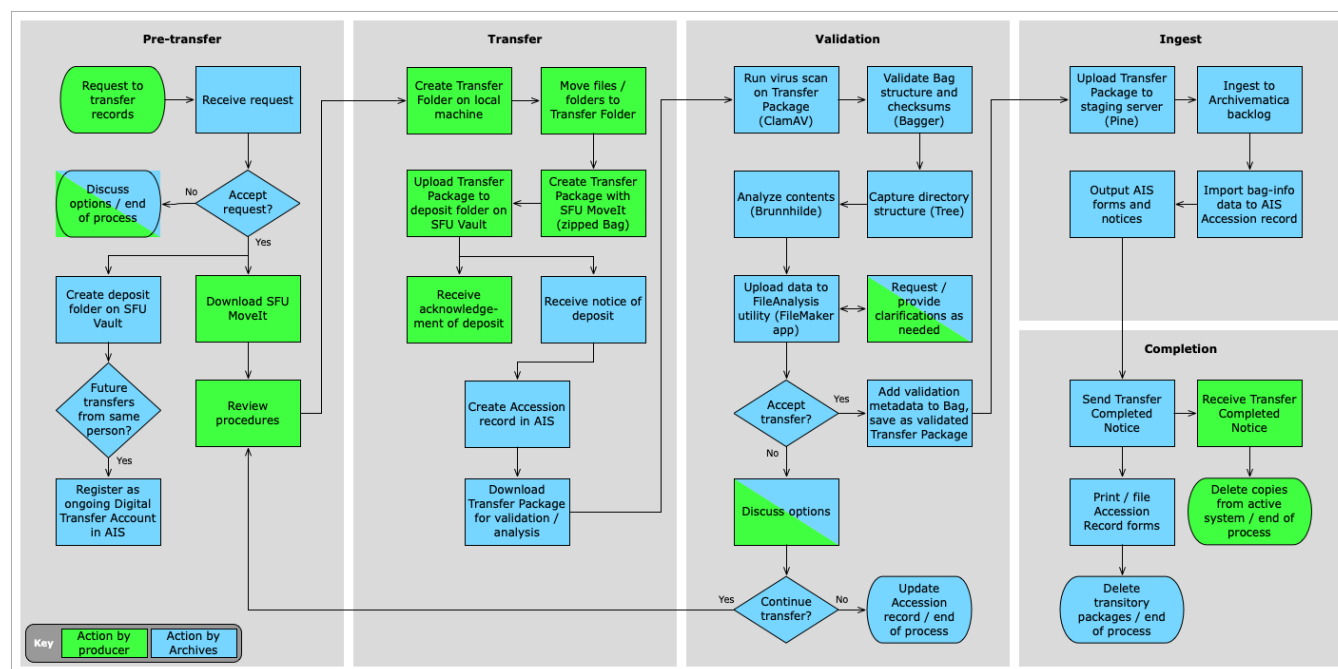 Pre-transfer
Request to
transfer
records
Receive request
Discuss
options / end
of process
No
Accept
request?
Yes
Create deposit
folder on SFU
Vault
Download SFU
MoveIt
Future
transfers
from same
person?
Review
procedures
Yes
Register as
ongoing Digital
Transfer Account
in AIS
Key
Action by
producer
Action by
Archives
Transfer
Create Transfer
Folder on local
machine
Move files /
folders to
Transfer Folder
Upload Transfer
Package to
deposit folder on
SFU Vault
Create Transfer
Package with
SFU MoveIt
(zipped Bag)
Receive
acknowledge-
ment of deposit
Receive notice of
deposit
Create Accession
record in AIS
Download
Transfer Package
for validation /
analysis
Validation
Run virus scan
on Transfer
Package
(ClamAV)
Validate Bag
structure and
checksums
(Bagger)
Analyze contents
(Brunnhilde)
Capture directory
structure (Tree)
Upload data to
FileAnalysis
utility (FileMaker
app)
Request /
provide
clarifications as
needed
Accept
transfer?
Yes
Add validation
metadata to Bag,
save as validated
Transfer Package
No
Discuss options
Yes
Continue
transfer?
No
Update
Accession
record / end
of process
Ingest
Upload Transfer
Package to
staging server
(Pine)
Ingest to
Archivematica
backlog
Output AIS
forms and
notices
Import bag-info
data to AIS
Accession record
Completion
Send Transfer
Completed
Notice
Receive Transfer
Completed
Notice
Print / file
Accession
Record forms
Delete copies
from active
system / end of
process
Delete
transitory
packages / end
of process